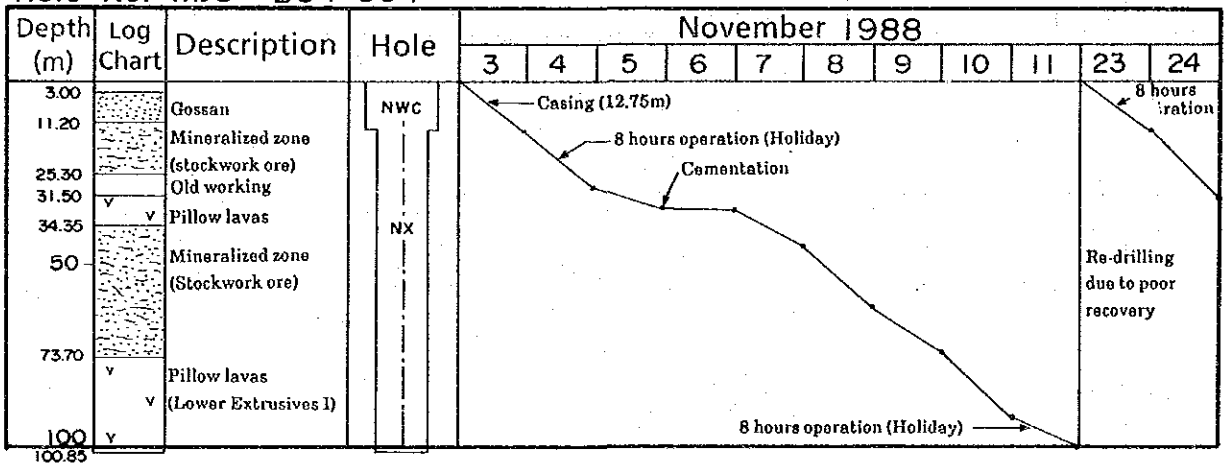 Depth (m)
Log Chart
Description
Hole
November 1988
3 4 5 6 7 8 9 10 11 23 24
3.00
Gossan
11.20
Mineralized zone
(stockwork ore)
25.30
Old working
31.50
v
v
Pillow lavas
34.35
Mineralized zone
50
(Stockwork ore)
73.70
v
Pillow lavas
v
(Lower Extrusives I)
100
v
100.85
NWC
NX
Casing (12.75m)
8 hours operation (Holiday)
Cementation
8 hours operation (Holiday)
8 hours
Re-drilling
due to poor
recovery